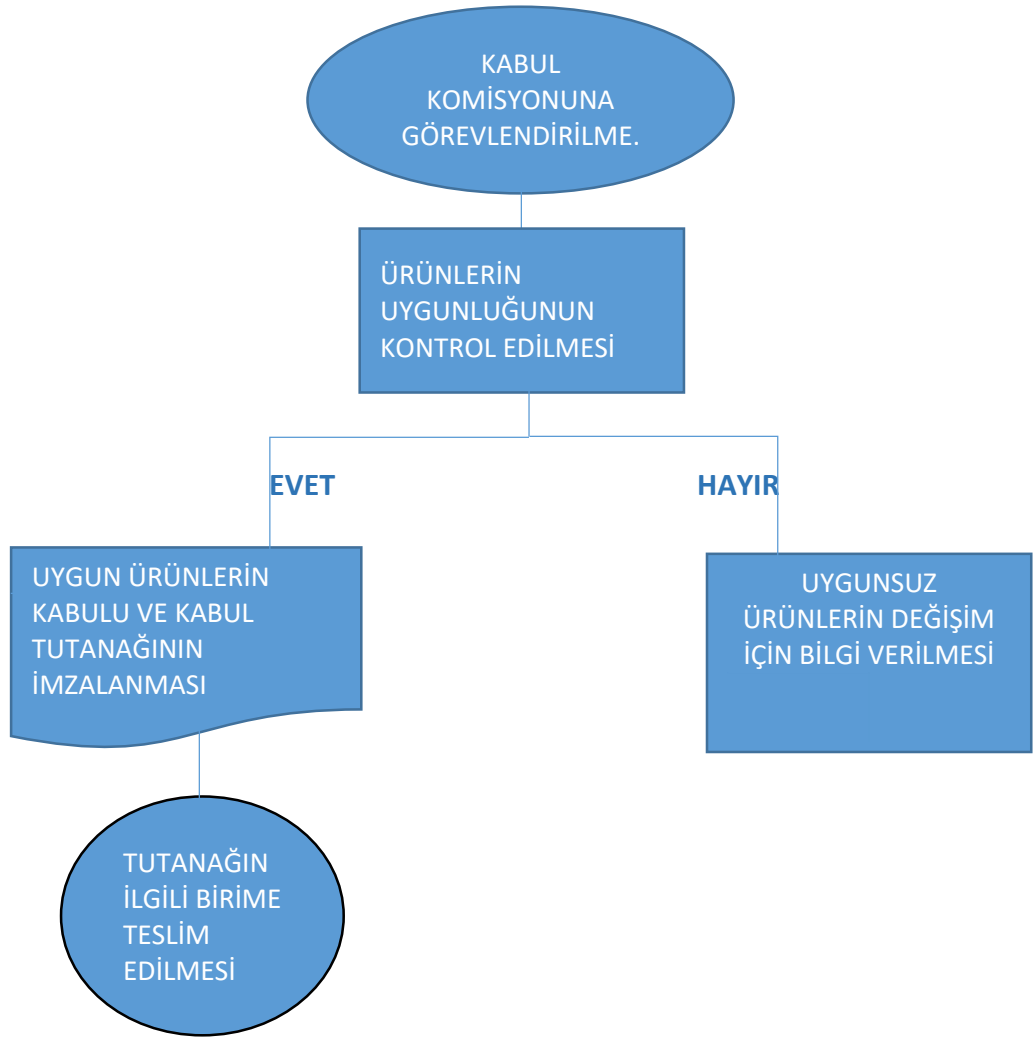 KABUL
KOMİSYONUNA
GÖREVLENDİRİLME.
ÜRÜNLERİN
UYGUNLUĞUNUN
KONTROL EDİLMESİ
EVET
HAYIR
UYGUN ÜRÜNLERİN
KABULU VE KABUL
TUTANAĞININ
İMZALANMASI
UYGUNSUZ
ÜRÜNLERİN DEĞİŞİM
İÇİN BİLGİ VERİLMESİ
TUTANAĞIN
İLGİLİ BİRİME
TESLİM
EDİLMESİ